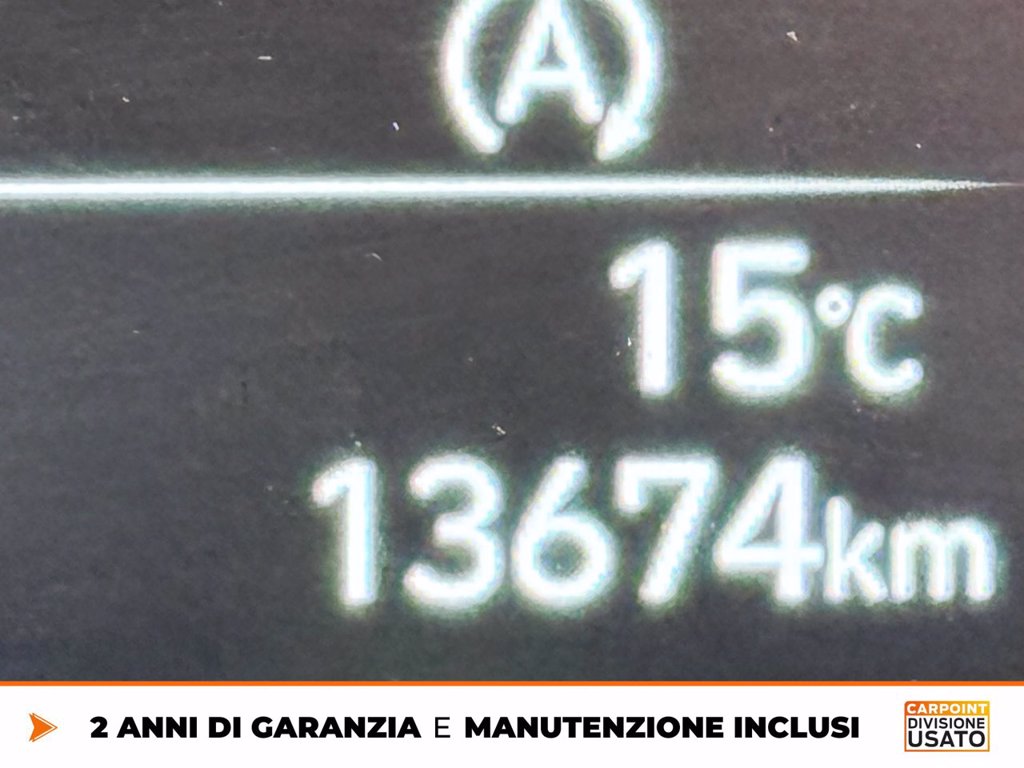 A
15°C
13674km
2 ANNI DI GARANZIA E MANUTENZIONE INCLUSI
CARPOINT
DIVISIONE
USATO